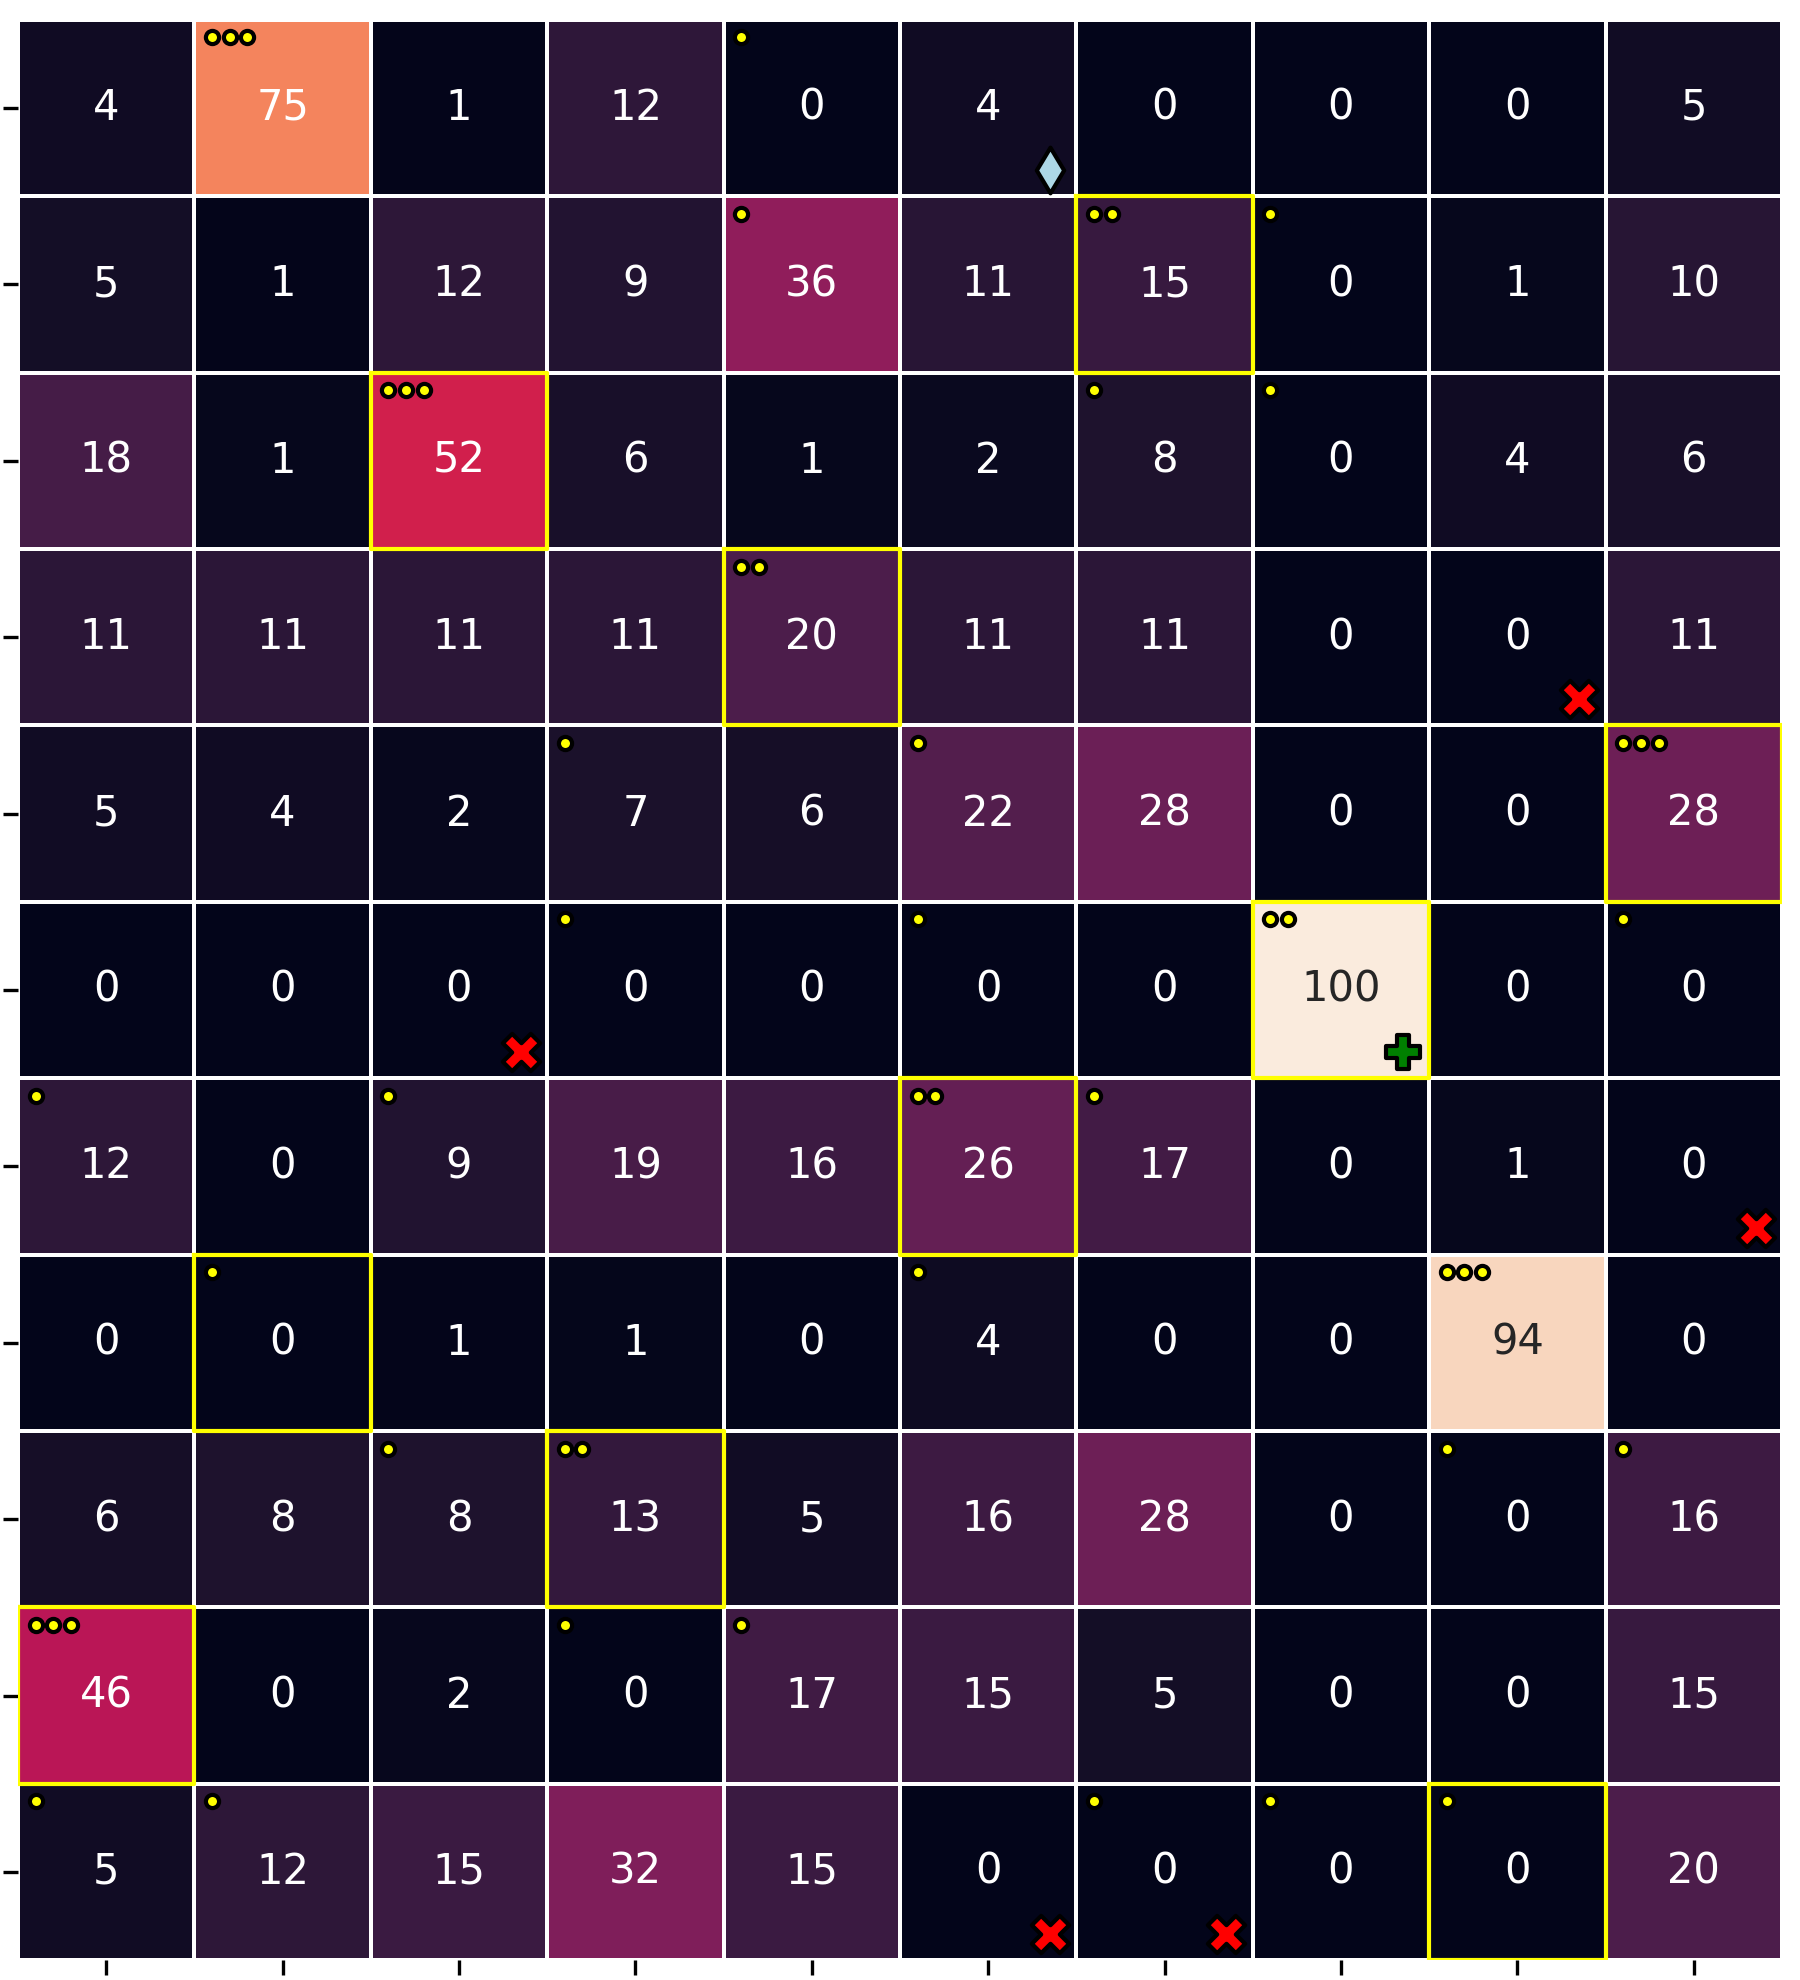 4 75 1 12 0 4 0 0 0 5
5 1 12 9 36 11 15 0 1 10
18 1 52 6 1 2 8 0 4 6
11 11 11 11 20 11 11 0 0 11
5 4 2 7 6 22 28 0 0 28
0 0 0 0 0 0 0 100 0 0
12 0 9 19 16 26 17 0 1 0
0 0 1 1 0 4 0 0 94 0
6 8 8 13 5 16 28 0 0 16
46 0 2 0 17 15 5 0 0 15
5 12 15 32 15 0 0 0 0 20